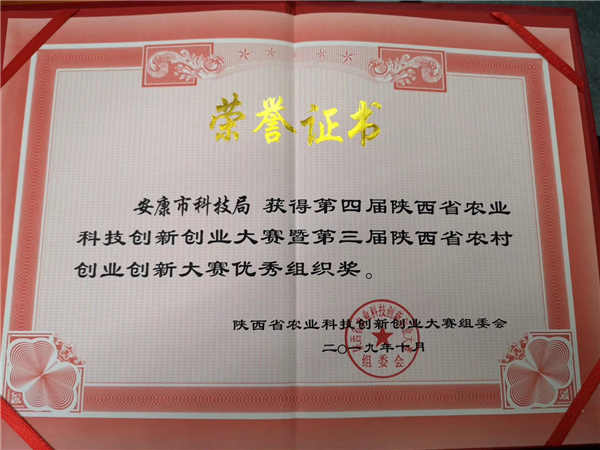 荣誉证书
安康市科技局 获得第四届陕西省农业
科技创新创业大赛暨第三届陕西省农村
创业创新大赛优秀组织奖。
陕西省农业科技创新创业大赛组委会
二〇一九年十月
组委会